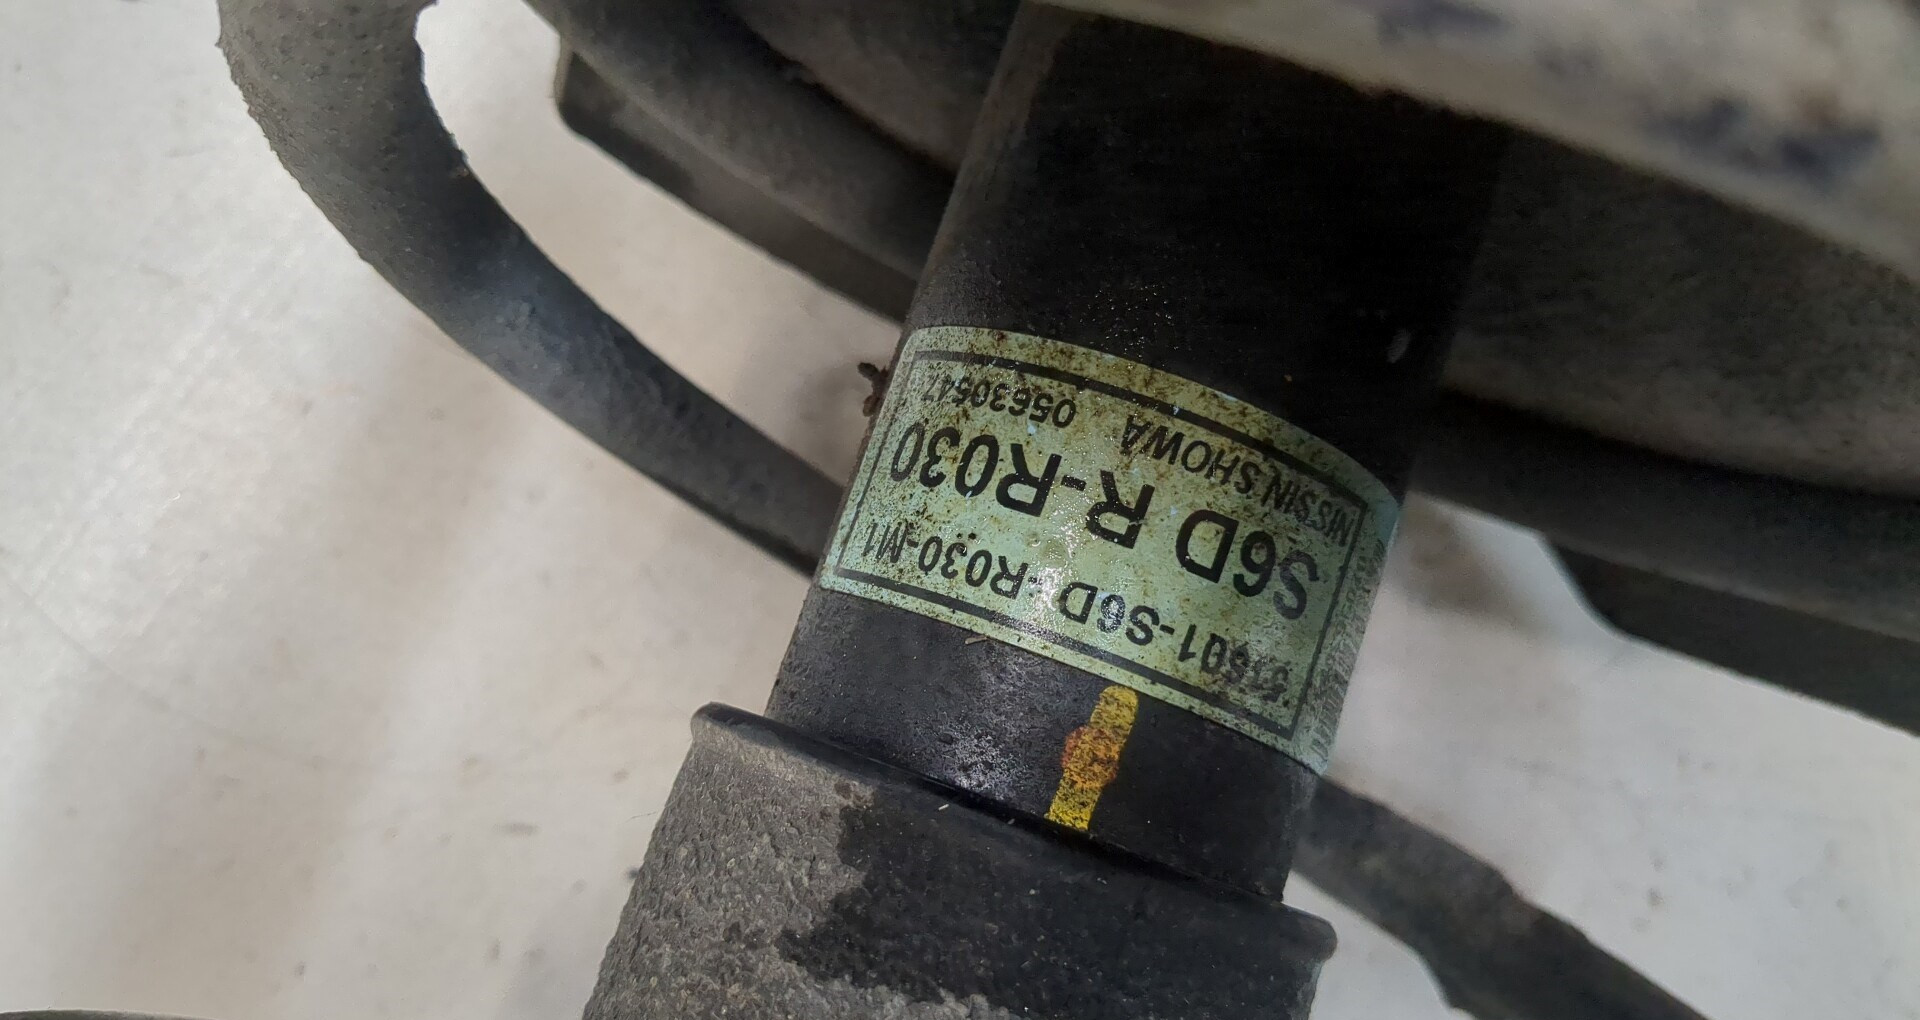 51601-S6D-R030-M1
S6D R-R030
NISSIN SHOWA 05630547